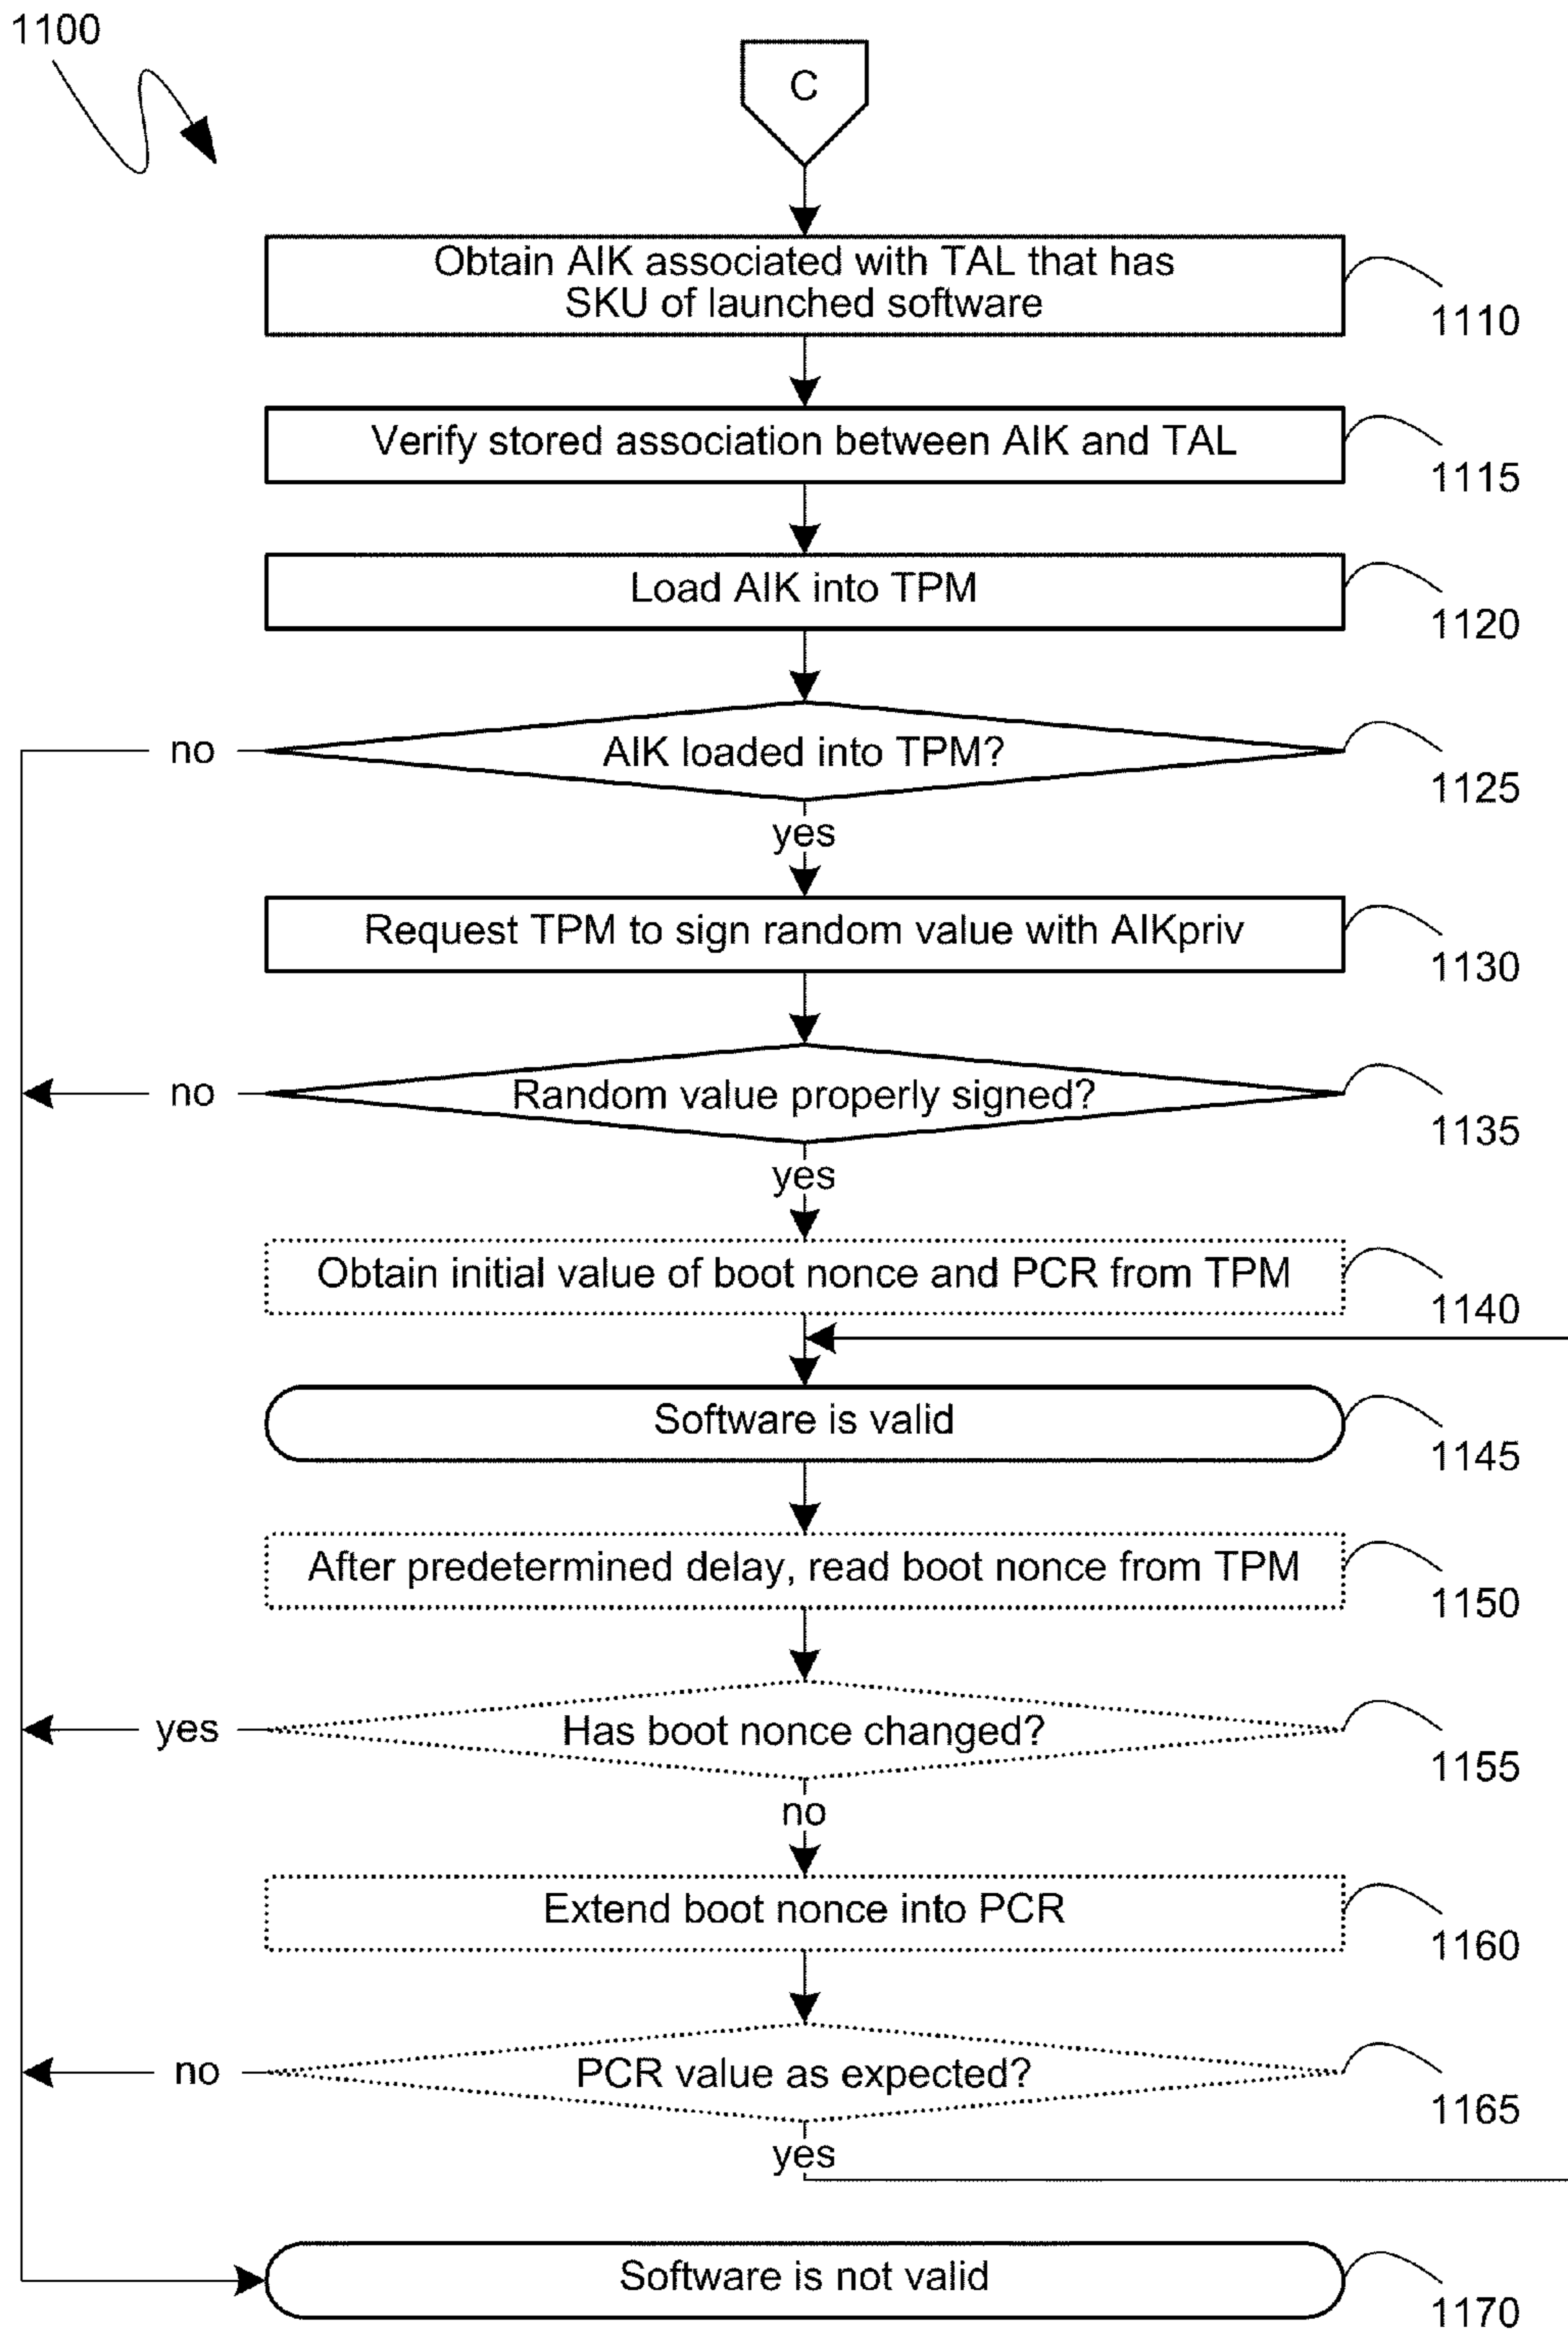 1100
C
Obtain AIK associated with TAL that has
SKU of launched software
1110
Verify stored association between AIK and TAL
1115
Load AIK into TPM
1120
no
AIK loaded into TPM?
1125
yes
Request TPM to sign random value with AIKpriv
1130
no
Random value properly signed?
1135
yes
Obtain initial value of boot nonce and PCR from TPM
1140
Software is valid
1145
After predetermined delay, read boot nonce from TPM
1150
yes
Has boot nonce changed?
1155
no
Extend boot nonce into PCR
1160
no
PCR value as expected?
1165
yes
Software is not valid
1170